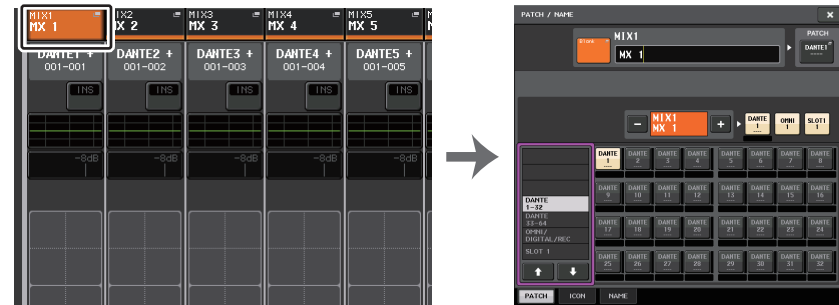 MIX1 MIX2 MIX3 MIX4 MIX5
MX 1 MX 2 MX 3 MX 4 MX 5
DANTE1 + DANTE2 + DANTE3 + DANTE4 + DANTE5 +
001-001 001-002 001-003 001-004 001-005
INS INS INS INS INS
-8dB -8dB -8dB -8dB -8dB
PATCH / NAME
Blank
MIX1
MX 1
PATCH
DANTE1
MIX1
MX 1
DANTE 1
OMNI 1
SLOT1 1
DANTE 1-32
DANTE 33-64
OMNI/ DIGITAL/REC
SLOT 1
DANTE 1 DANTE 2 DANTE 3 DANTE 4 DANTE 5 DANTE 6 DANTE 7 DANTE 8
DANTE 9 DANTE 10 DANTE 11 DANTE 12 DANTE 13 DANTE 14 DANTE 15 DANTE 16
DANTE 17 DANTE 18 DANTE 19 DANTE 20 DANTE 21 DANTE 22 DANTE 23 DANTE 24
DANTE 25 DANTE 26 DANTE 27 DANTE 28 DANTE 29 DANTE 30 DANTE 31 DANTE 32
PATCH ICON NAME